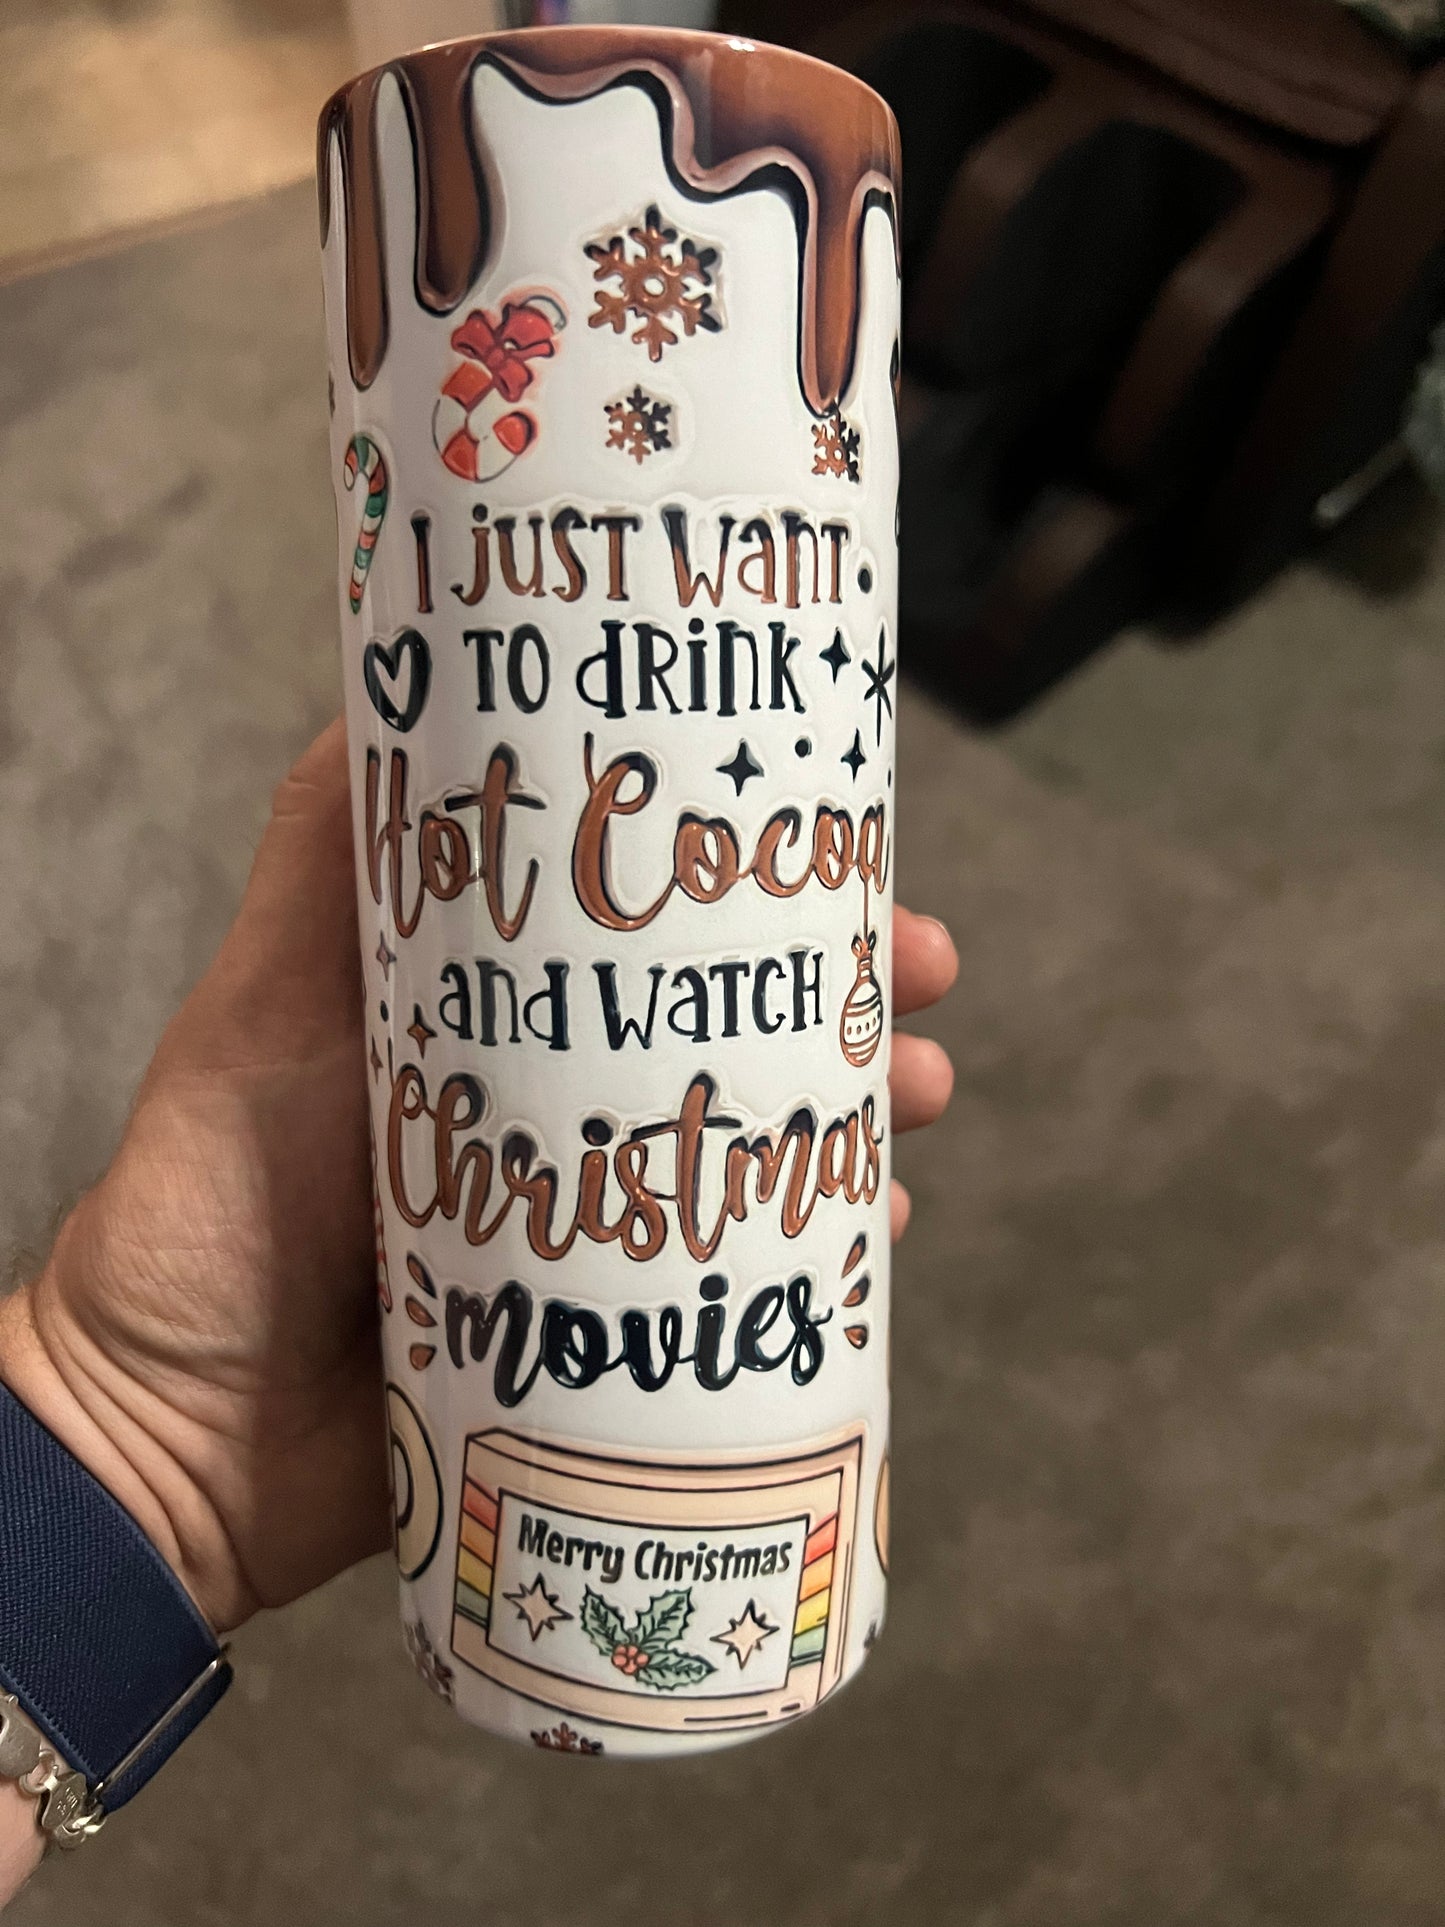 I just want
to drink
Hot Cocoa
and watch
Christmas
movies
Merry Christmas